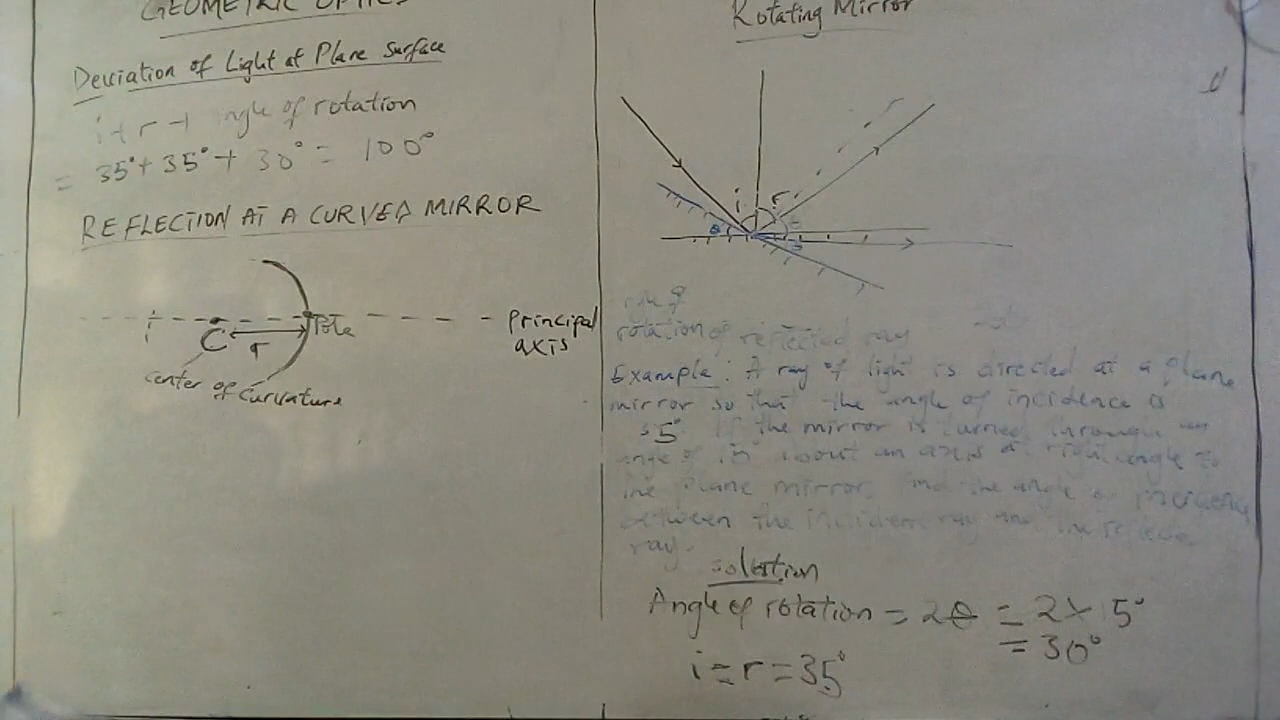 GEOMETRIC OPTICS
Deviation of Light at Plane Surface
i + r + angle of rotation
= 35° + 35° + 30° = 100°
REFLECTION AT A CURVED MIRROR
C
r
Pole
Principal
axis
center of Curvature
Rotating Mirror
i
r
θ
rotation of reflected ray
Example: A ray of light is directed at a plane
mirror so that the angle of incidence is
35° If the mirror is turned through an
angle of 15° about an axis at right angle to
the plane mirror. the angle
between the incident ray and the
ray.
solution
Angle of rotation = 2θ = 2 × 15°
= 30°
i = r = 35°